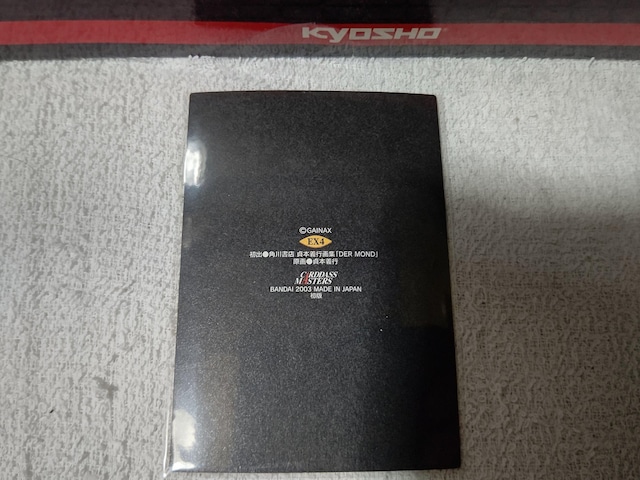 KYOSHO
©GAINAX
EX4
初出●角川書店 貞本義行画集「DER MOND」
原画●貞本義行
CARDDASS
MASTERS
BANDAI 2003 MADE IN JAPAN
初版